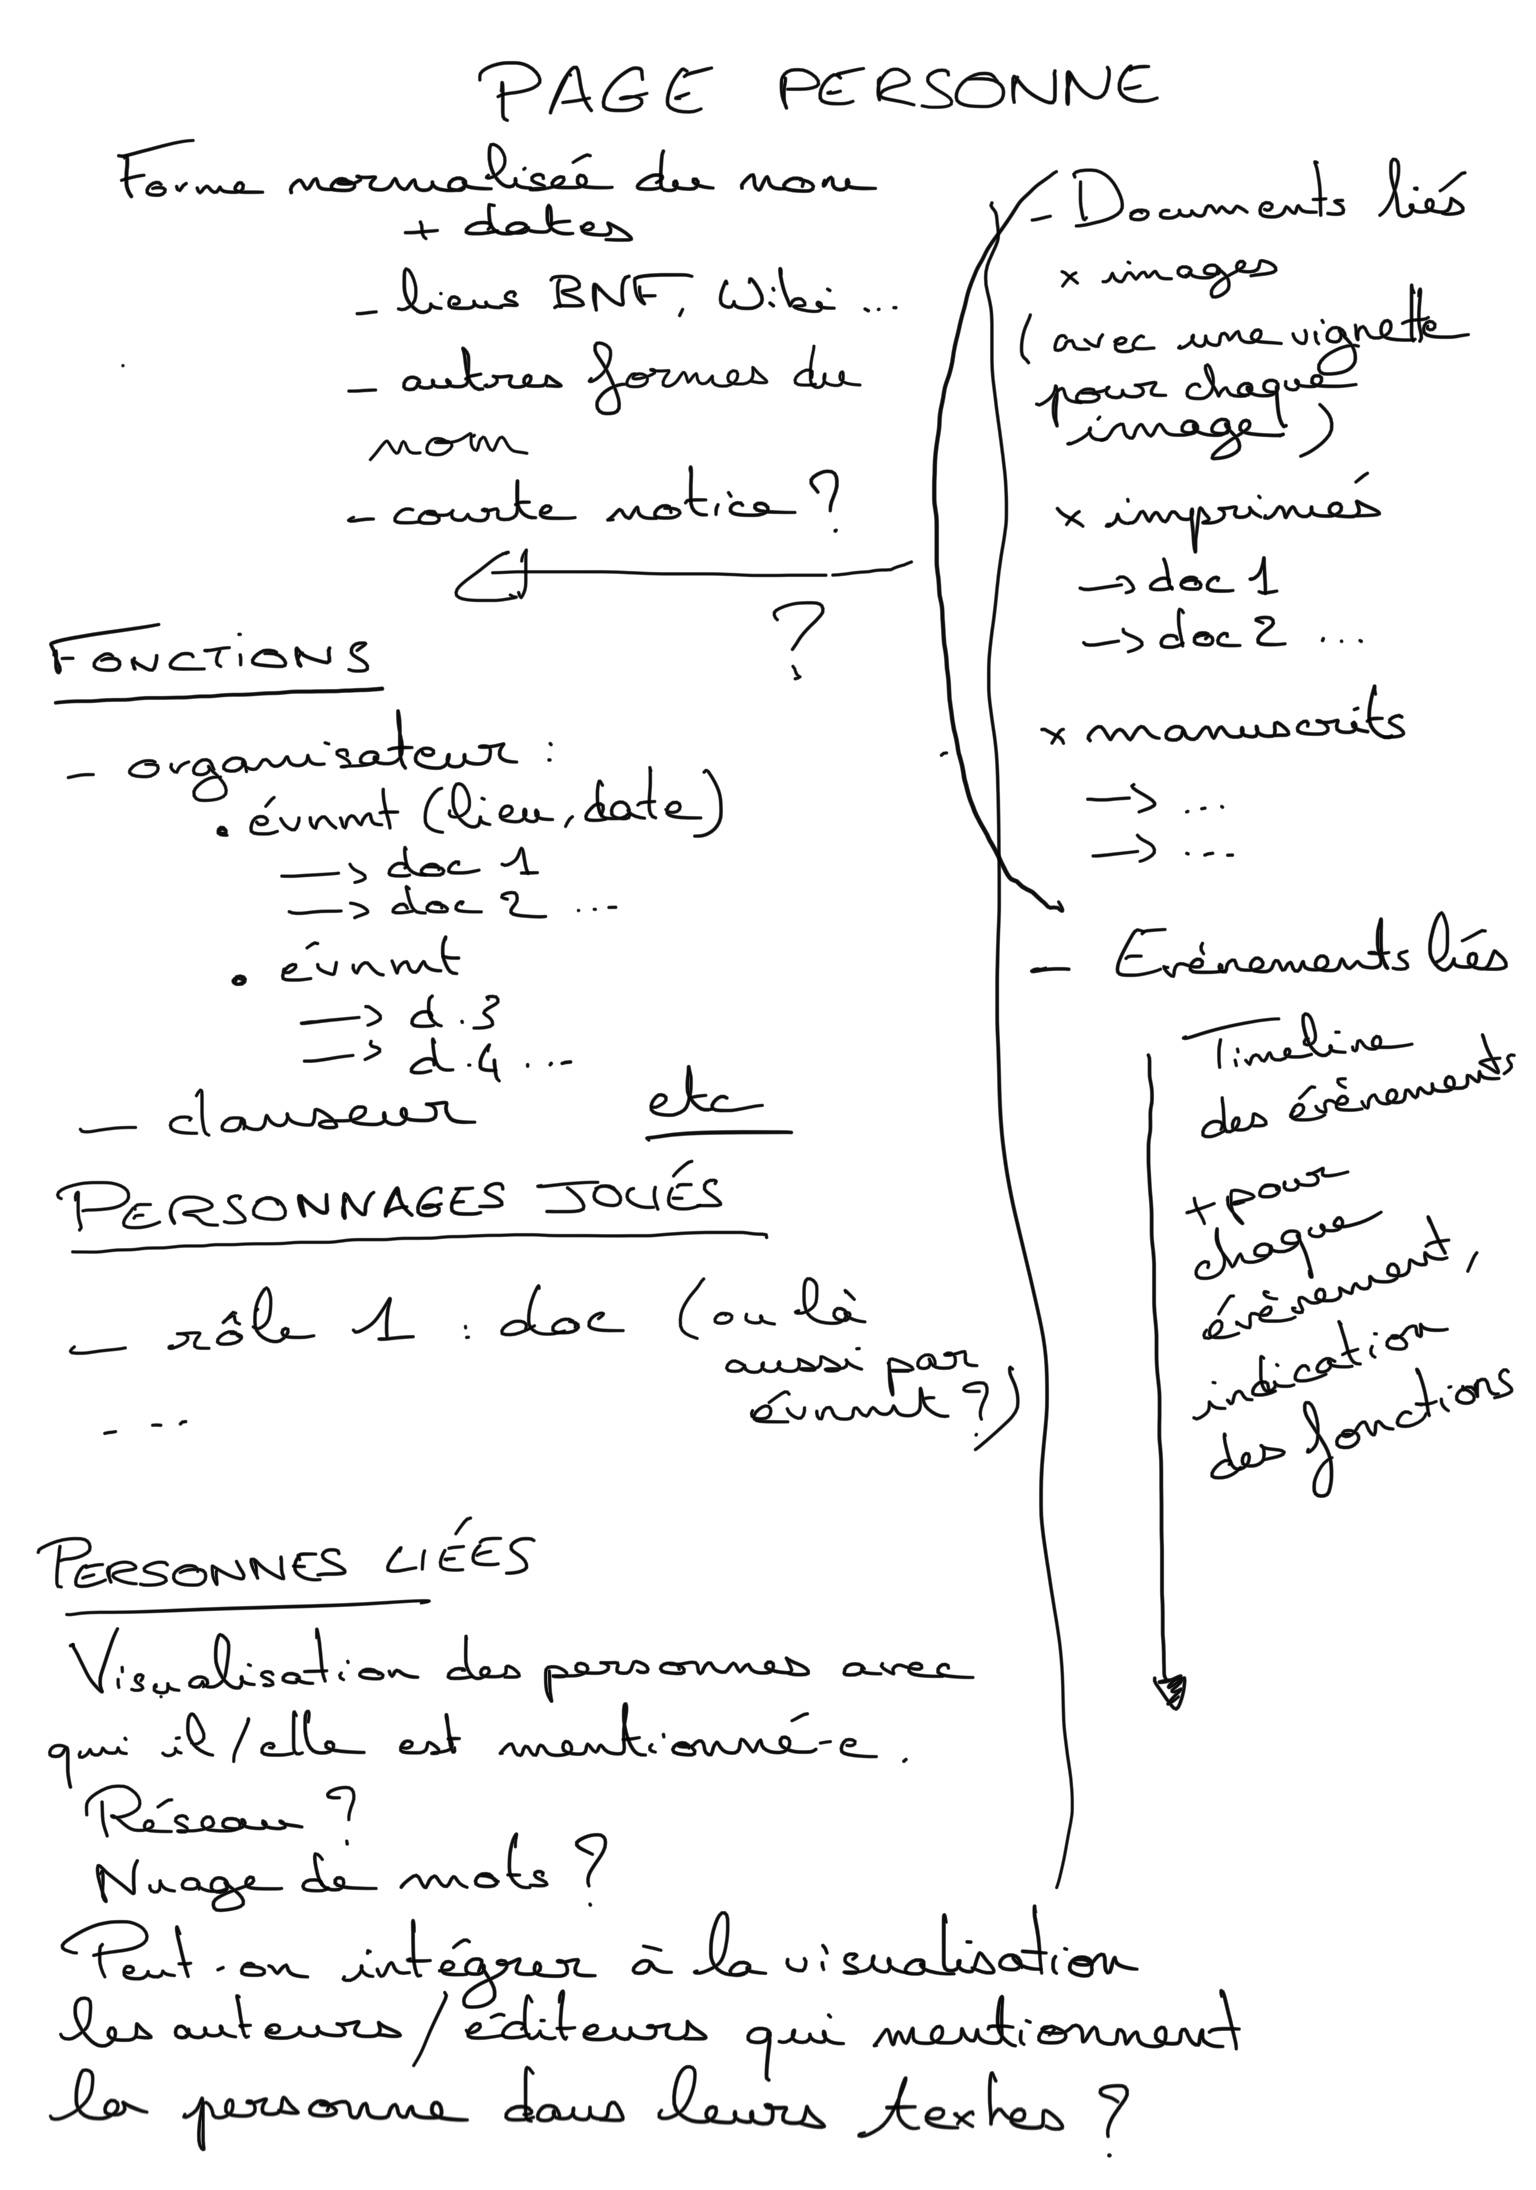 PAGE PERSONNE
Forme normalisée du nom
+ dates
- liens BNF, Wiki ...
- autres formes du
nom
- courte notice ?
?
FONCTIONS
- organisateur :
. évnmt (lieu, date)
→ doc 1
→ doc 2 ...
. évnmt
→ d.3
→ d.4 ...
- danseur etc
PERSONNAGES JOUÉS
- rôle 1 : doc (ou là
aussi par
évnmt ?)
- ...
PERSONNES LIÉES
Visualisation des personnes avec
qui il/elle est mentionné-e.
Réseau ?
Nuage de mots ?
Peut-on intégrer à la visualisation
les auteurs/éditeurs qui mentionnent
la personne dans leurs textes ?
- Documents liés
x images
(avec une vignette
pour chaque
image)
x imprimés
→ doc 1
→ doc 2 ...
x manuscrits
→ ...
→ ...
- Evénements liés
Timeline
des événements
+ pour
chaque
événement,
indication
des fonctions